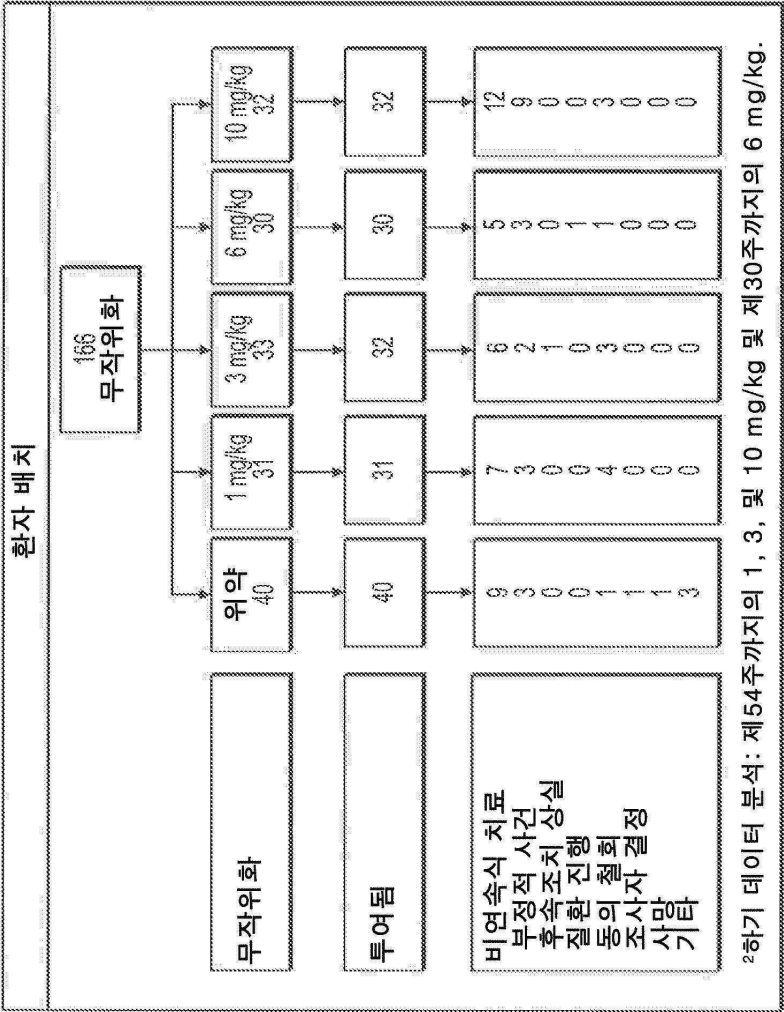 환자 배치
166
무작위화
무작위화
위약
40
1 mg/kg
31
3 mg/kg
33
6 mg/kg
30
10 mg/kg
32
투여됨
40
31
32
30
32
비연속식 치료 9 7 6 5 12
부정적 사건 3 3 2 3 9
후속조치 상실 0 0 1 0 0
질환 진행 0 0 0 1 0
동의 철회 1 4 3 1 3
조사자 결정 1 0 0 0 0
사망 1 0 0 0 0
기타 3 0 0 0 0
²하기 데이터 분석: 제54주까지의 1, 3, 및 10 mg/kg 및 제30주까지의 6 mg/kg.